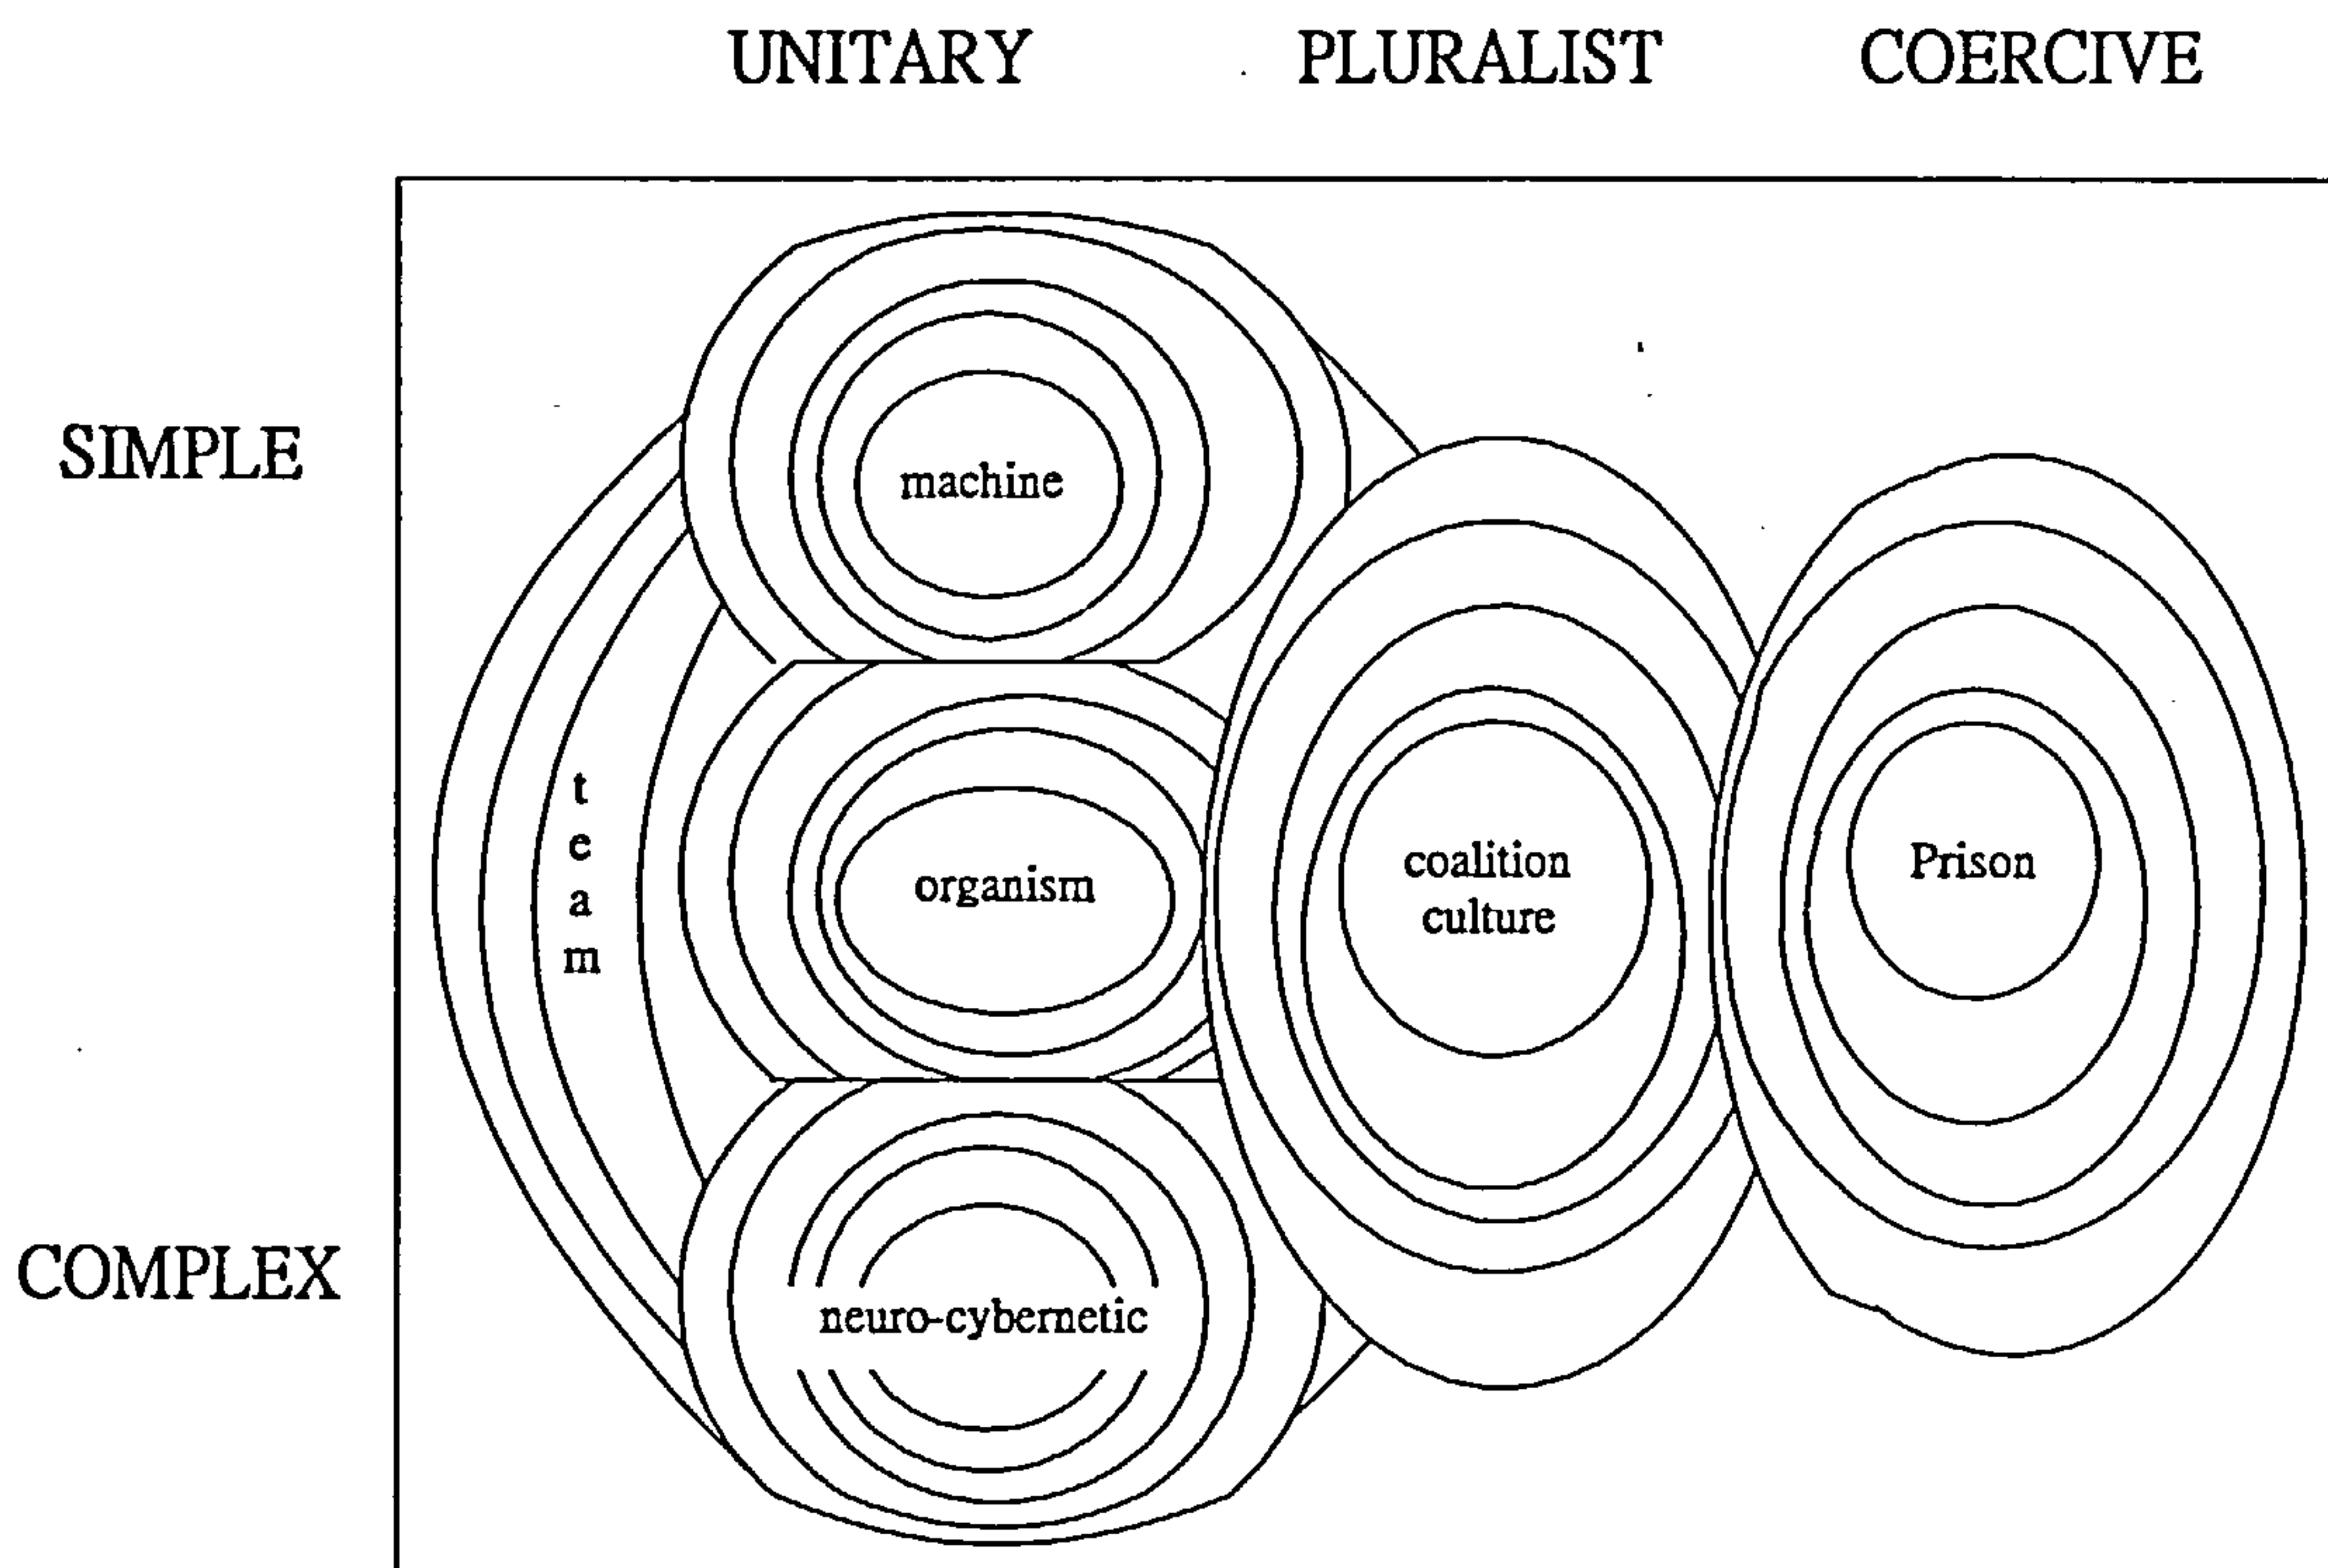 UNITARY PLURALIST COERCIVE
SIMPLE
machine
t
e
a
m
organism
coalition
culture
Prison
COMPLEX
neuro-cybernetic